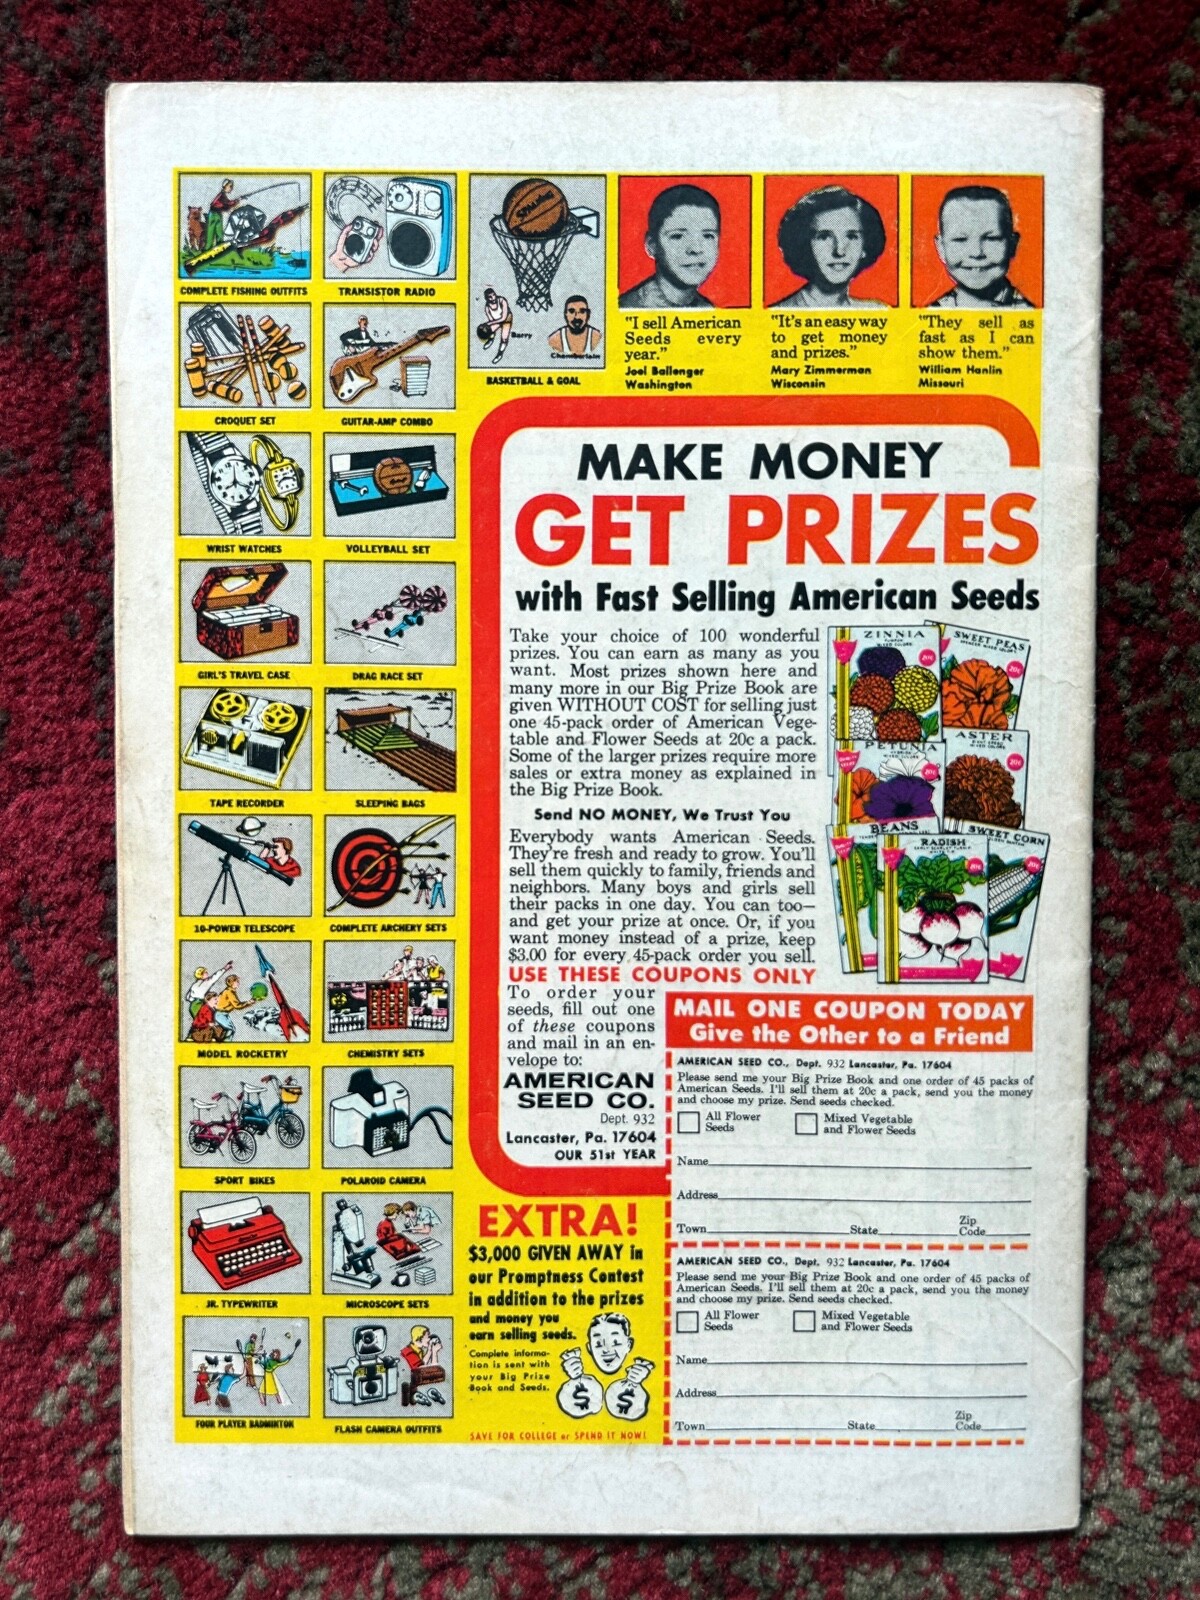 COMPLETE FISHING OUTFITS
TRANSISTOR RADIO
CROQUET SET
GUITAR-AMP COMBO
WRIST WATCHES
VOLLEYBALL SET
GIRL'S TRAVEL CASE
DRAG RACE SET
TAPE RECORDER
SLEEPING BAGS
10-POWER TELESCOPE
COMPLETE ARCHERY SETS
MODEL ROCKETRY
CHEMISTRY SETS
SPORT BIKES
POLAROID CAMERA
JR. TYPEWRITER
MICROSCOPE SETS
FOUR PLAYER BADMINTON
FLASH CAMERA OUTFITS
Barry
Chamberlain
BASKETBALL & GOAL
"I sell American
Seeds every
year."
Joel Ballenger
Washington
"It's an easy way
to get money
and prizes."
Mary Zimmerman
Wisconsin
"They sell as
fast as I can
show them."
William Hanlin
Missouri
MAKE MONEY
GET PRIZES
with Fast Selling American Seeds
Take your choice of 100 wonderful
prizes. You can earn as many as you
want. Most prizes shown here and
many more in our Big Prize Book are
given WITHOUT COST for selling just
one 45-pack order of American Vege-
table and Flower Seeds at 20c a pack.
Some of the larger prizes require more
sales or extra money as explained in
the Big Prize Book.
Send NO MONEY, We Trust You
Everybody wants American Seeds.
They're fresh and ready to grow. You'll
sell them quickly to family, friends and
neighbors. Many boys and girls sell
their packs in one day. You can too—
and get your prize at once. Or, if you
want money instead of a prize, keep
$3.00 for every 45-pack order you sell.
USE THESE COUPONS ONLY
To order your
seeds, fill out one
of these coupons
and mail in an en-
velope to:
AMERICAN
SEED CO.
Dept. 932
Lancaster, Pa. 17604
OUR 51st YEAR
ZINNIA
20c
SWEET PEAS
20c
PETUNIA
20c
ASTER
20c
BEANS
RADISH
20c
SWEET CORN
20c
MAIL ONE COUPON TODAY
Give the Other to a Friend
AMERICAN SEED CO., Dept. 932 Lancaster, Pa. 17604
Please send me your Big Prize Book and one order of 45 packs of
American Seeds. I'll sell them at 20c a pack, send you the money
and choose my prize. Send seeds checked.
All Flower
Seeds
Mixed Vegetable
and Flower Seeds
Name
Address
Town State Zip
Code
AMERICAN SEED CO., Dept. 932 Lancaster, Pa. 17604
Please send me your Big Prize Book and one order of 45 packs of
American Seeds. I'll sell them at 20c a pack, send you the money
and choose my prize. Send seeds checked.
All Flower
Seeds
Mixed Vegetable
and Flower Seeds
Name
Address
Town State Zip
Code
EXTRA!
$3,000 GIVEN AWAY in
our Promptness Contest
in addition to the prizes
and money you
earn selling seeds.
Complete informa-
tion is sent with
your Big Prize
Book and Seeds.
$ $
SAVE FOR COLLEGE or SPEND IT NOW!